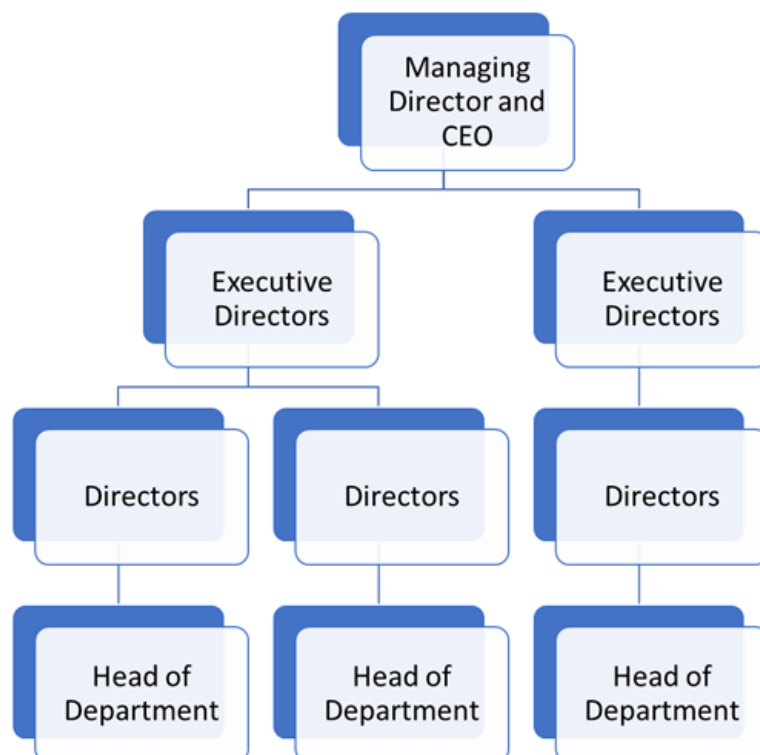 Managing
Director and
CEO
Executive
Directors
Executive
Directors
Directors
Directors
Directors
Head of
Department
Head of
Department
Head of
Department